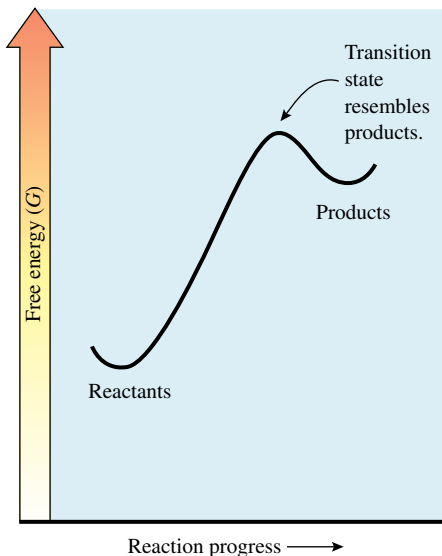 Transition
state
resembles
products.
Products
Free energy (G)
Reactants
Reaction progress